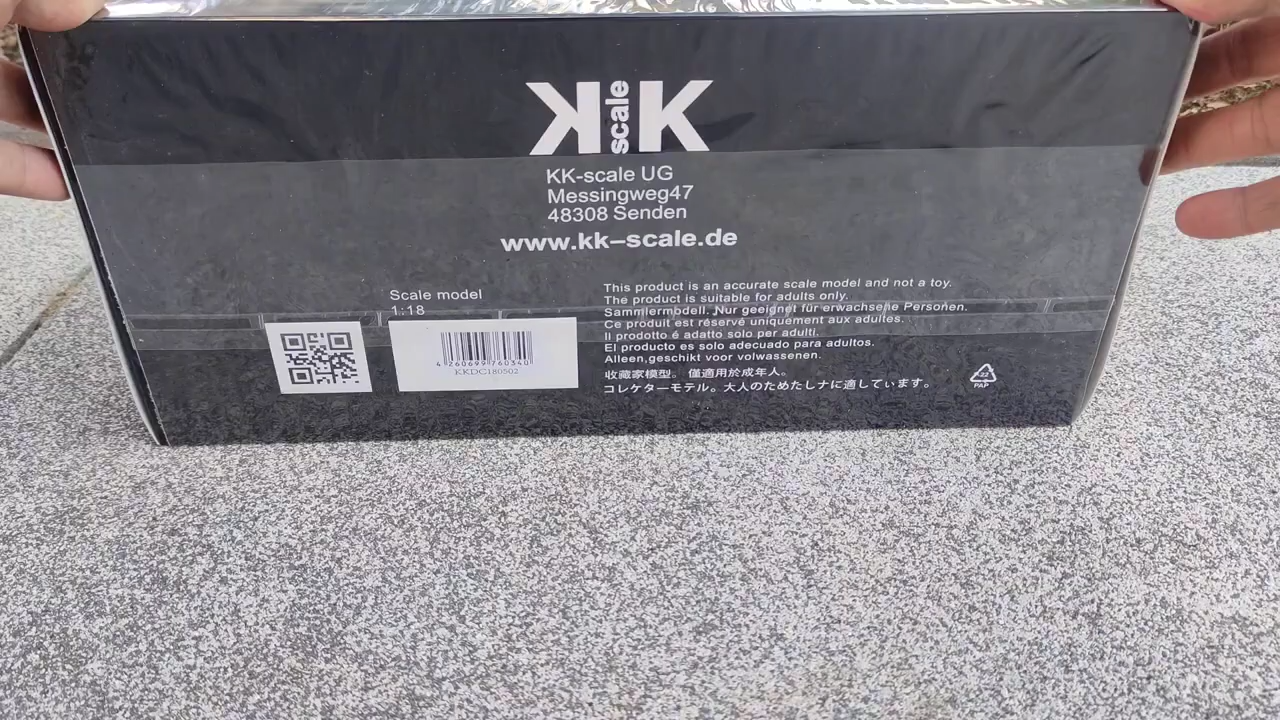 KK scale
KK-scale UG
Messingweg47
48308 Senden
www.kk-scale.de
Scale model
1:18
4 260699 760340
KKDC180502
This product is an accurate scale model and not a toy.
The product is suitable for adults only.
Sammlermodell. Nur geeignet für erwachsene Personen.
Ce produit est réservé uniquement aux adultes.
Il prodotto é adatto solo per adulti.
El producto es solo adecuado para adultos.
Alleen,geschikt voor volwassenen.
收藏家模型。 僅適用於成年人。
コレケターモテル。大人のためたしナに適しています。
22
PAP